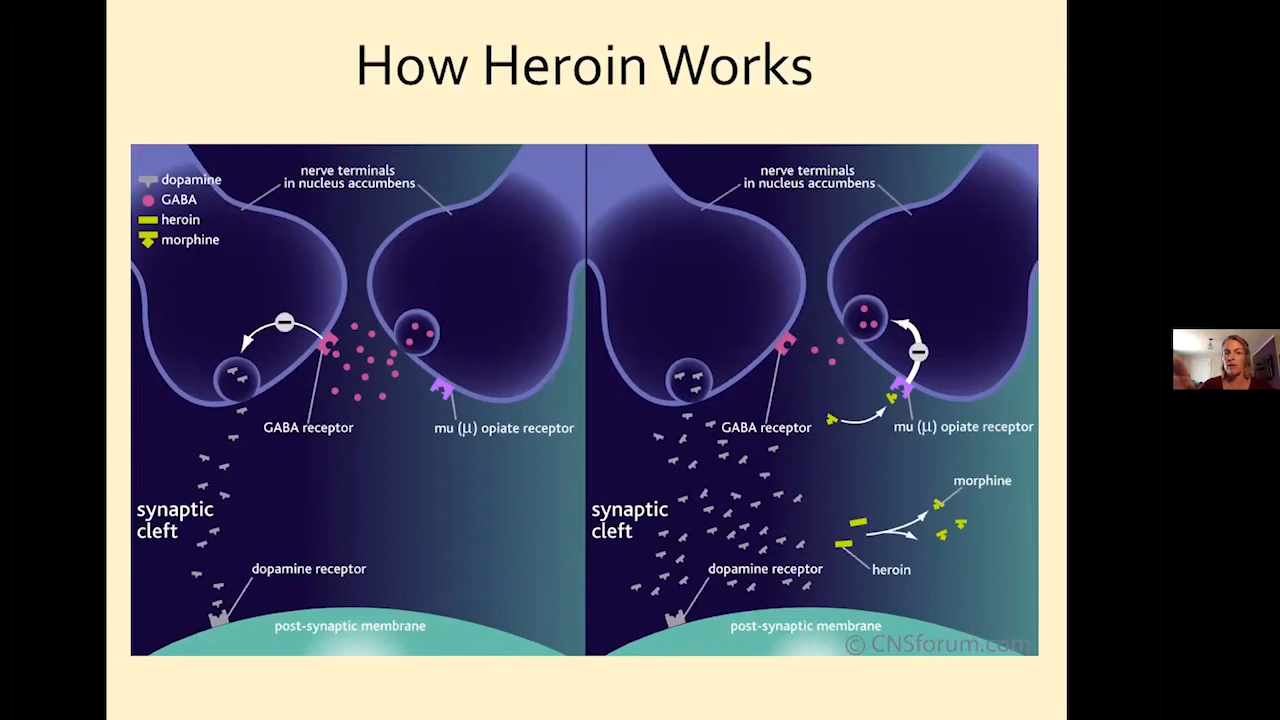 How Heroin Works
dopamine
GABA
heroin
morphine
nerve terminals
in nucleus accumbens
GABA receptor
mu (μ) opiate receptor
synaptic
cleft
dopamine receptor
post-synaptic membrane
nerve terminals
in nucleus accumbens
GABA receptor
mu (μ) opiate receptor
morphine
synaptic
cleft
heroin
dopamine receptor
post-synaptic membrane
© CNSforum.com